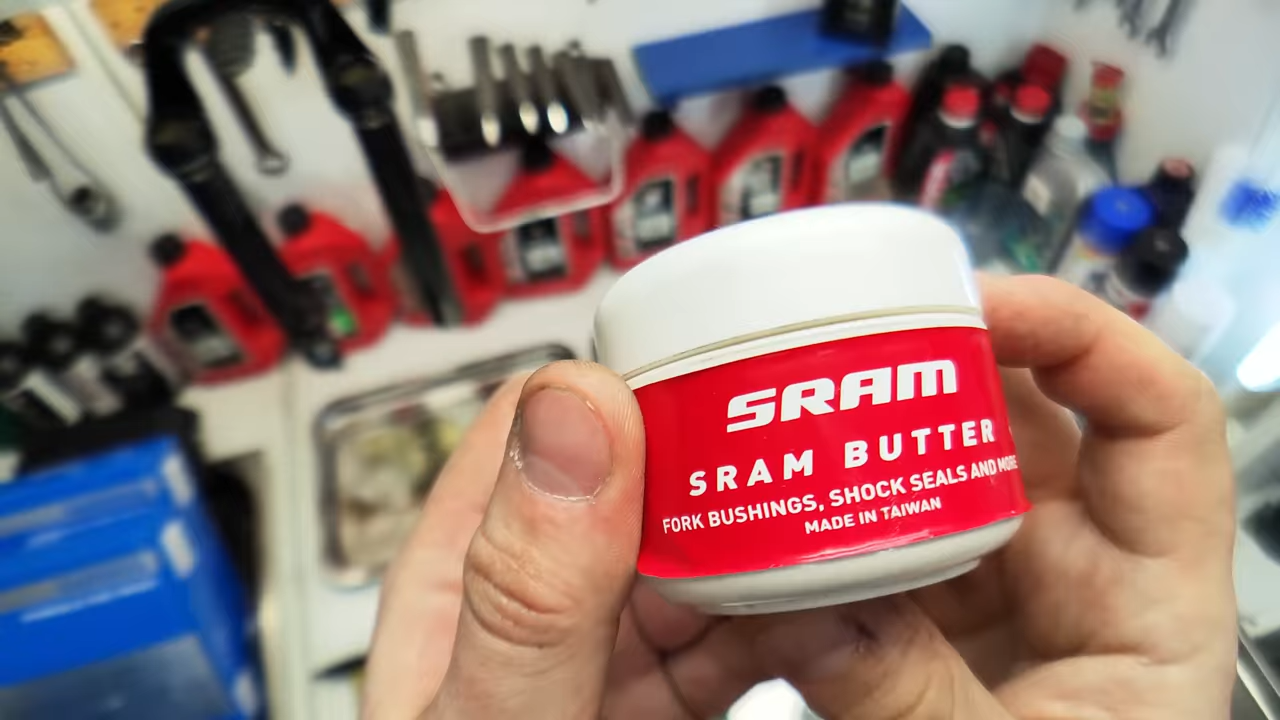 SRAM
SRAM BUTTER
FORK BUSHINGS, SHOCK SEALS AND MORE
MADE IN TAIWAN